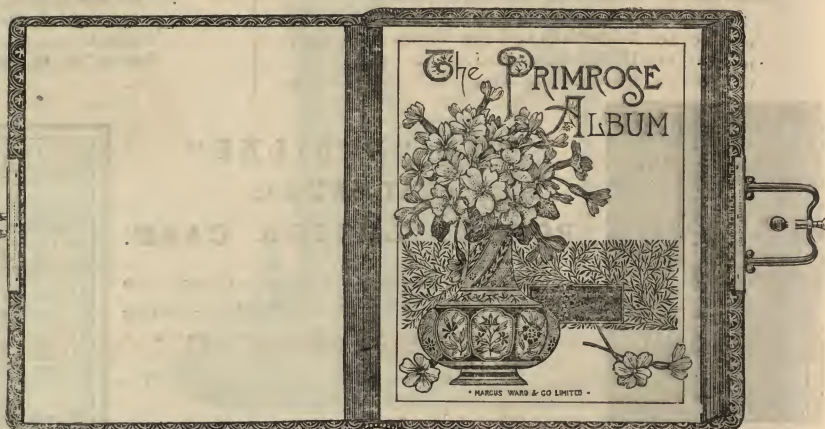 The PRIMROSE
ALBUM
• MARCUS WARD & CO LIMITED •